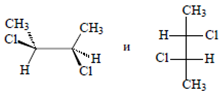 CH₃ CH₃ CH₃
Cl H Cl
и
H Cl H Cl H
CH₃